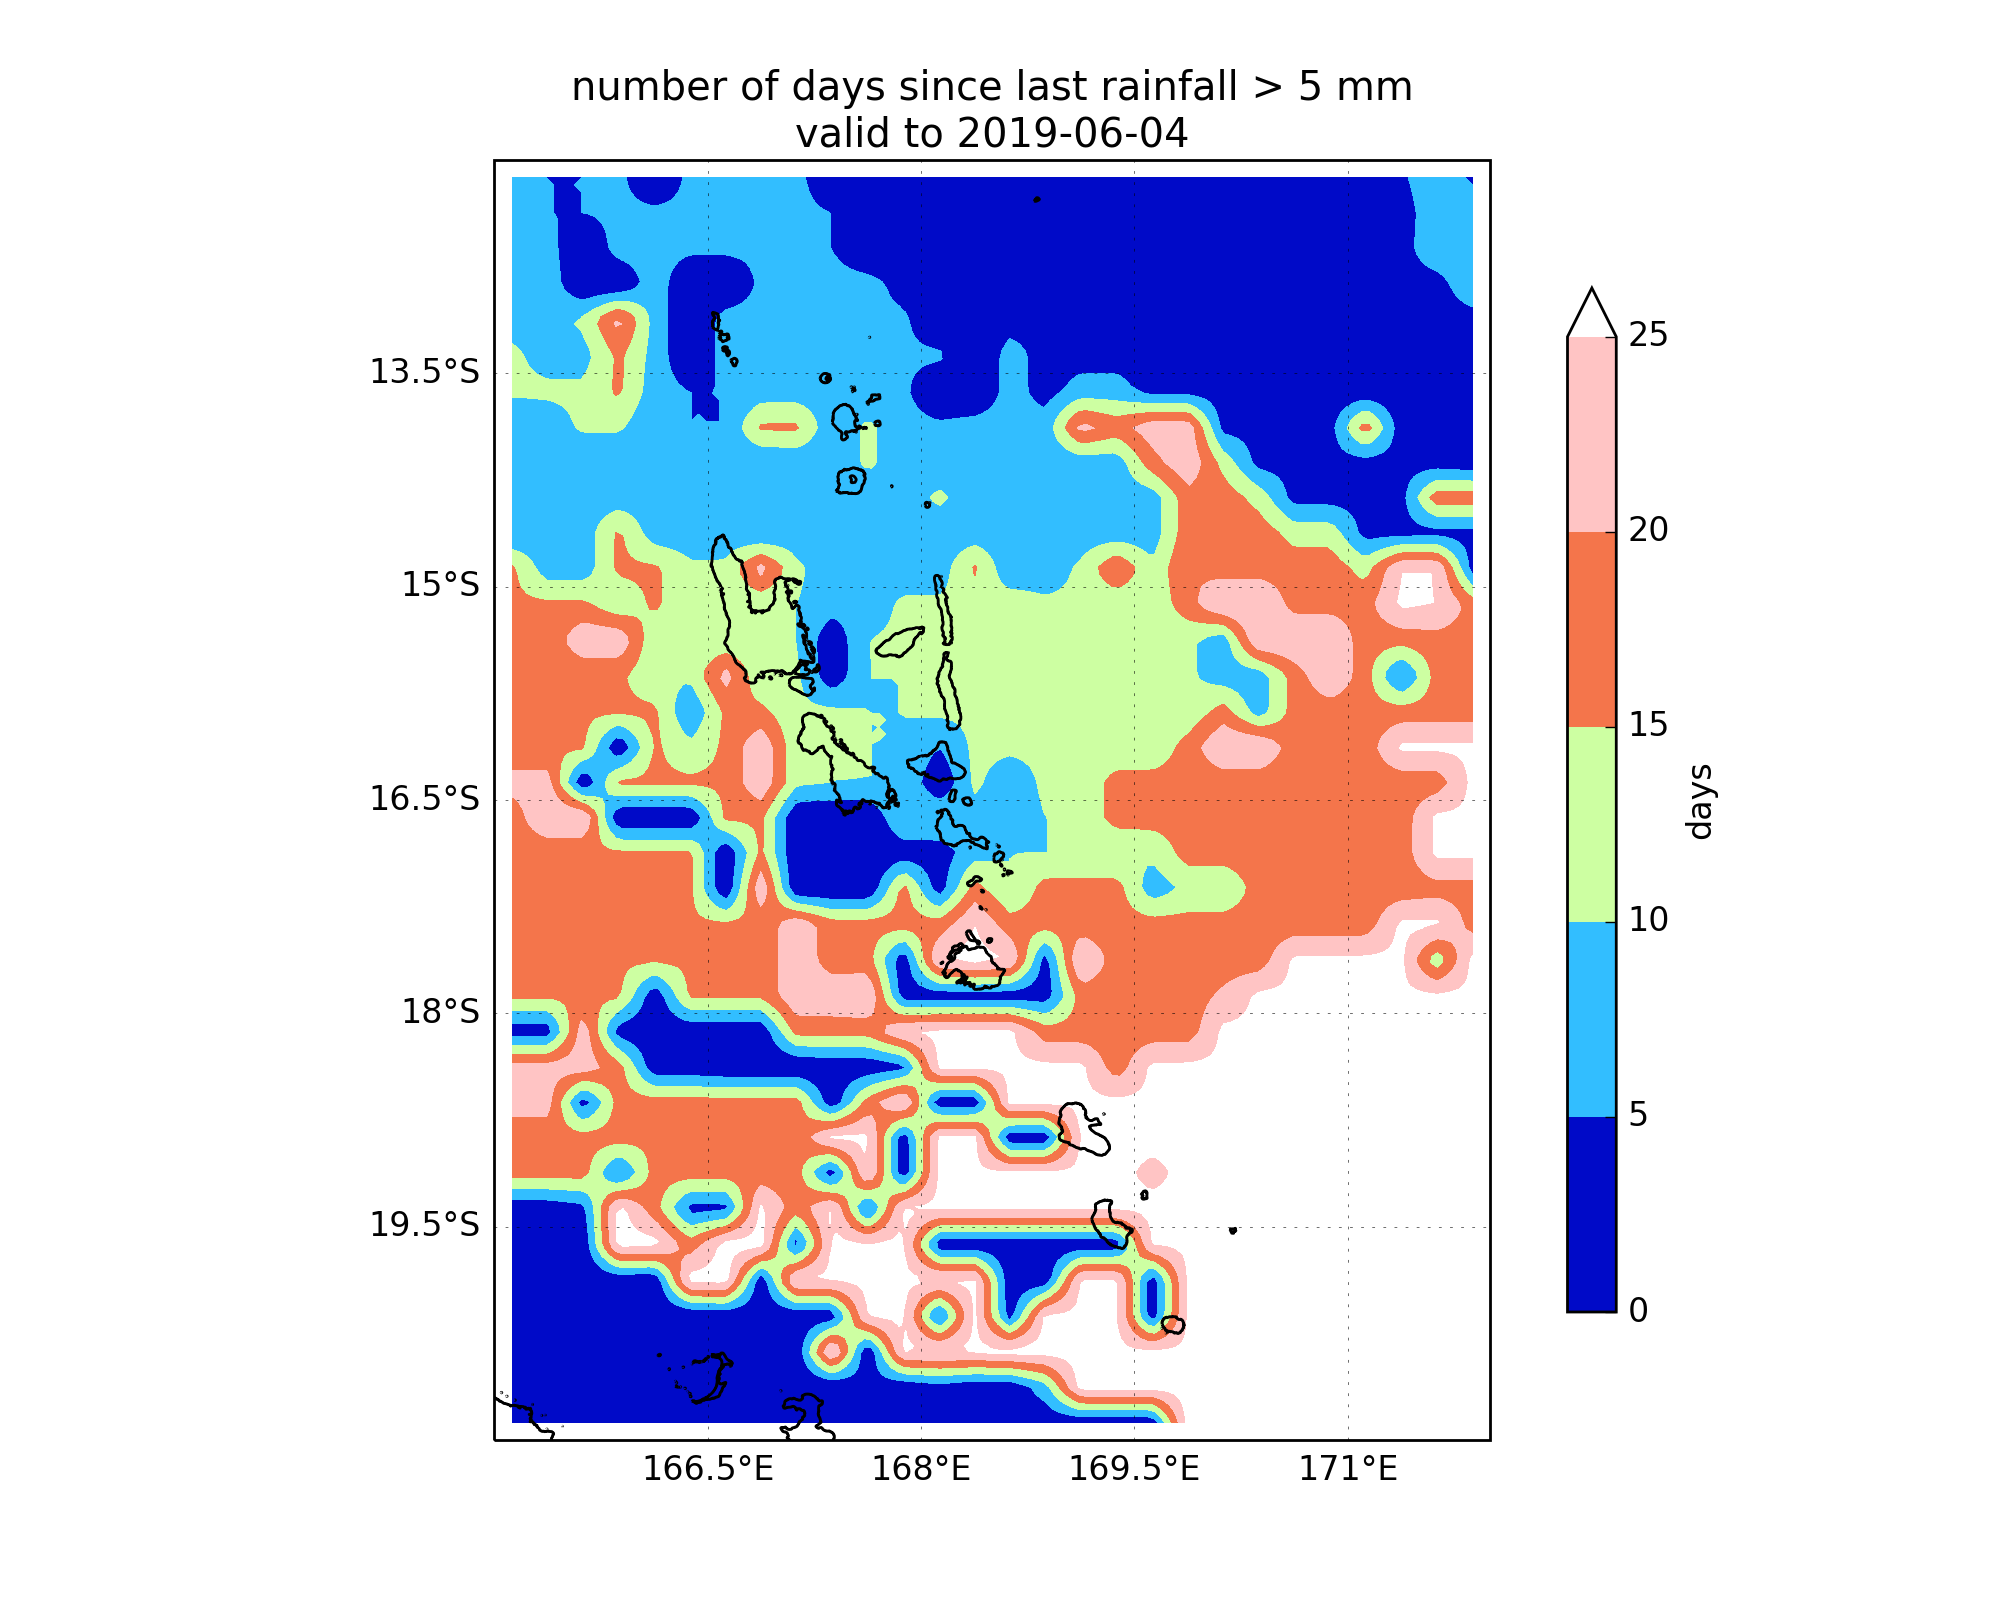 number of days since last rainfall > 5 mm
valid to 2019-06-04
13.5°S
15°S
16.5°S
18°S
19.5°S
166.5°E
168°E
169.5°E
171°E
25
20
15
10
5
0
days